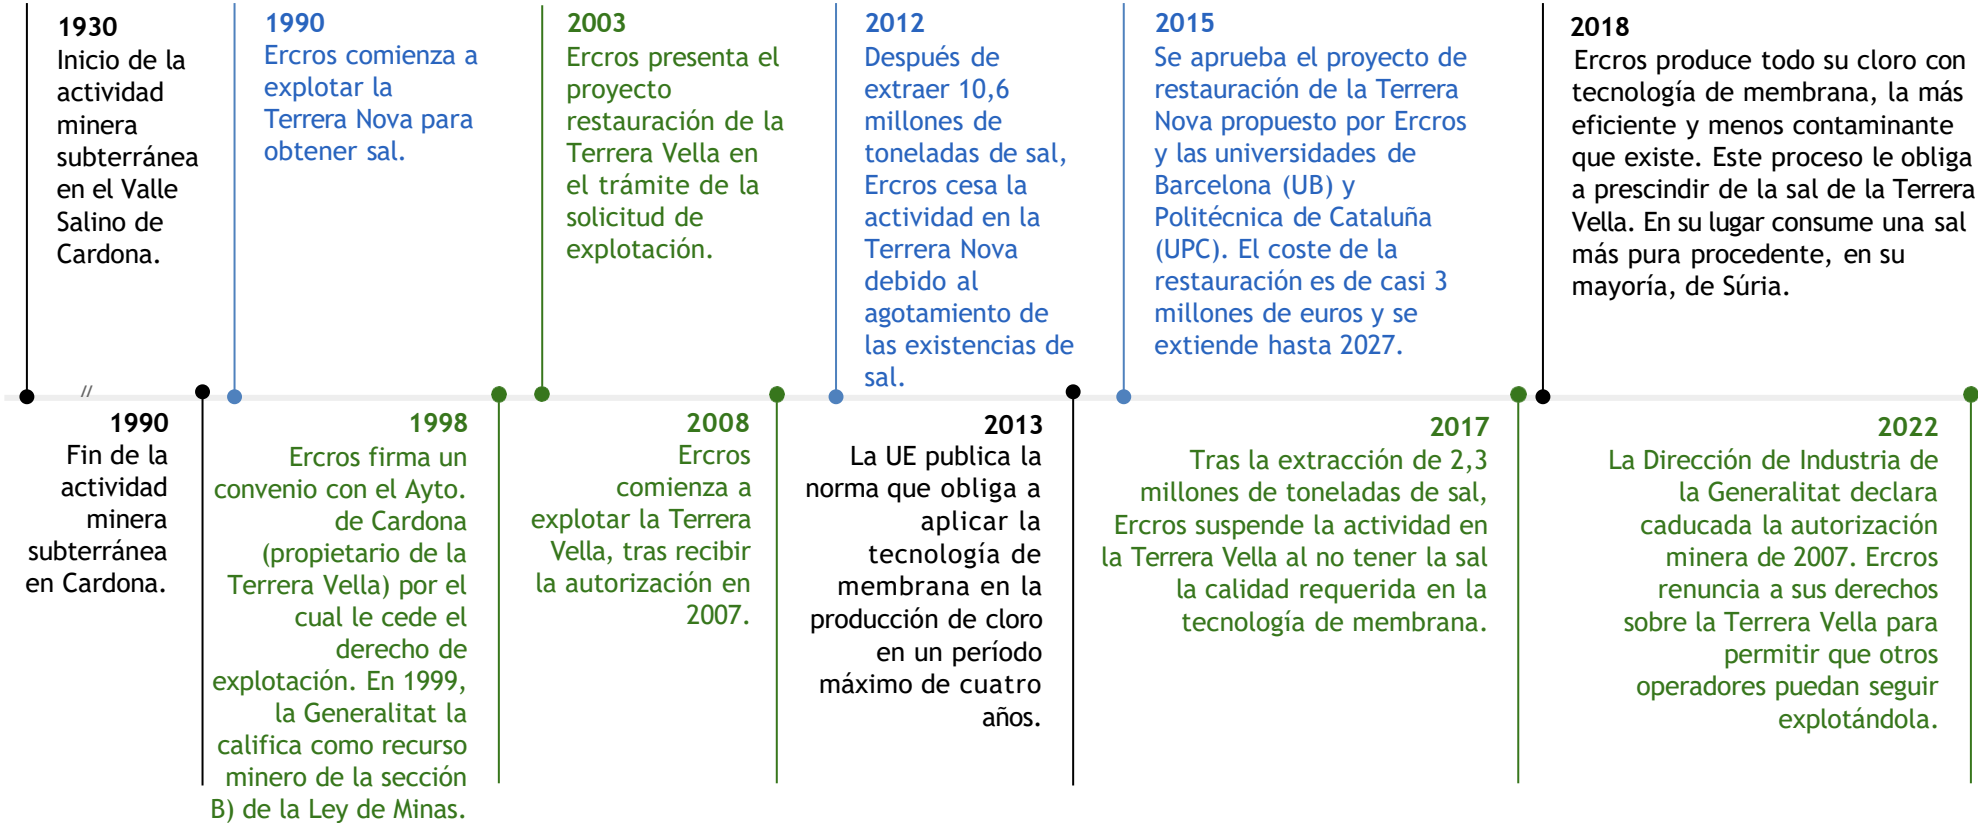 1930
Inicio de la
actividad
minera
subterránea
en el Valle
Salino de
Cardona.
1990
Ercros comienza a
explotar la
Terrera Nova para
obtener sal.
2003
Ercros presenta el
proyecto
restauración de la
Terrera Vella en
el trámite de la
solicitud de
explotación.
2012
Después de
extraer 10,6
millones de
toneladas de sal,
Ercros cesa la
actividad en la
Terrera Nova
debido al
agotamiento de
las existencias de
sal.
2015
Se aprueba el proyecto de
restauración de la Terrera
Nova propuesto por Ercros
y las universidades de
Barcelona (UB) y
Politécnica de Cataluña
(UPC). El coste de la
restauración es de casi 3
millones de euros y se
extiende hasta 2027.
2018
Ercros produce todo su cloro con
tecnología de membrana, la más
eficiente y menos contaminante
que existe. Este proceso le obliga
a prescindir de la sal de la Terrera
Vella. En su lugar consume una sal
más pura procedente, en su
mayoría, de Súria.
//
1990
Fin de la
actividad
minera
subterránea
en Cardona.
1998
Ercros firma un
convenio con el Ayto.
de Cardona
(propietario de la
Terrera Vella) por el
cual le cede el
derecho de
explotación. En 1999,
la Generalitat la
califica como recurso
minero de la sección
B) de la Ley de Minas.
2008
Ercros
comienza a
explotar la Terrera
Vella, tras recibir
la autorización en
2007.
2013
La UE publica la
norma que obliga a
aplicar la
tecnología de
membrana en la
producción de cloro
en un período
máximo de cuatro
años.
2017
Tras la extracción de 2,3
millones de toneladas de sal,
Ercros suspende la actividad en
la Terrera Vella al no tener la sal
la calidad requerida en la
tecnología de membrana.
2022
La Dirección de Industria de
la Generalitat declara
caducada la autorización
minera de 2007. Ercros
renuncia a sus derechos
sobre la Terrera Vella para
permitir que otros
operadores puedan seguir
explotándola.